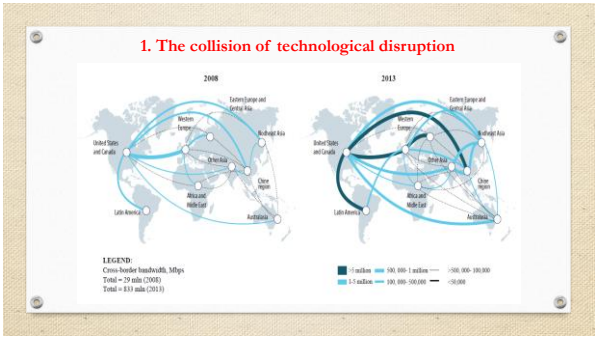 1. The collision of technological disruption
2008
2013
Eastern Europe and
Central Asia
Western
Europe
Northeast Asia
United States
and Canada
Other Asia
China
region
Africa and
Middle East
Latin America
Australasia
Eastern Europe and
Central Asia
Western
Europe
Northeast Asia
United States
and Canada
Other Asia
China
region
Africa and
Middle East
Latin America
Australasia
LEGEND:
Cross-border bandwidth, Mbps
Total = 29 mln (2008)
Total = 833 mln (2013)
>5 million
500, 000- 1 million
>500, 000- 100,000
1-5 million
100, 000-500,000
<50,000